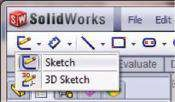 SolidWorks File Edit
Sketch
Evaluate
3D Sketch